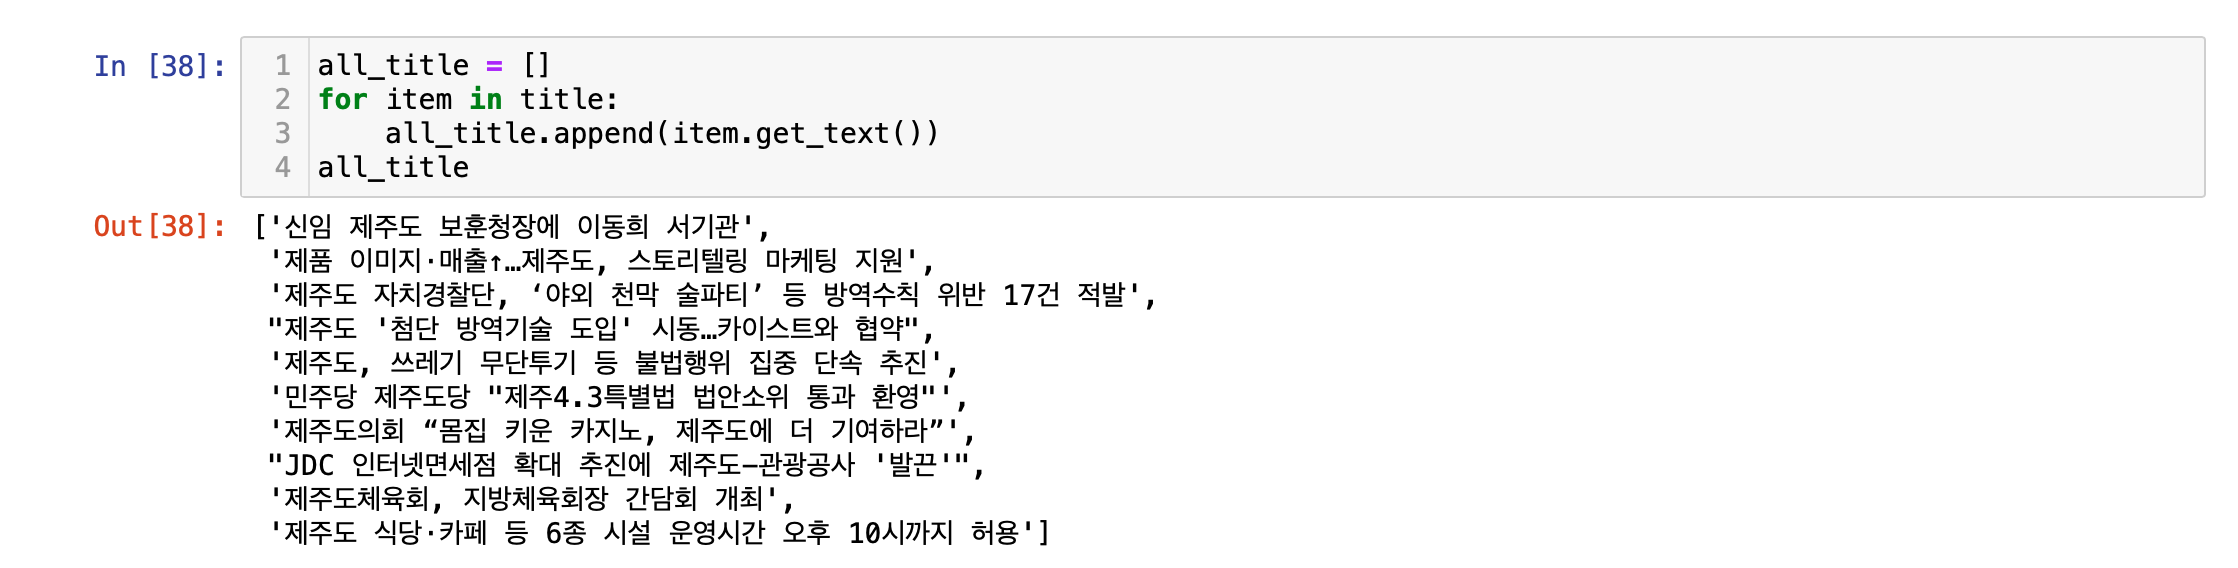 In [38]:
1 all_title = []
2 for item in title:
3     all_title.append(item.get_text())
4 all_title
Out[38]: ['신임 제주도 보훈청장에 이동희 서기관',
'제품 이미지·매출↑…제주도, 스토리텔링 마케팅 지원',
'제주도 자치경찰단, ‘야외 천막 술파티’ 등 방역수칙 위반 17건 적발',
"제주도 '첨단 방역기술 도입' 시동…카이스트와 협약",
'제주도, 쓰레기 무단투기 등 불법행위 집중 단속 추진',
'민주당 제주도당 "제주4.3특별법 법안소위 통과 환영"',
'제주도의회 “몸집 키운 카지노, 제주도에 더 기여하라”',
"JDC 인터넷면세점 확대 추진에 제주도-관광공사 '발끈'",
'제주도체육회, 지방체육회장 간담회 개최',
'제주도 식당·카페 등 6종 시설 운영시간 오후 10시까지 허용']